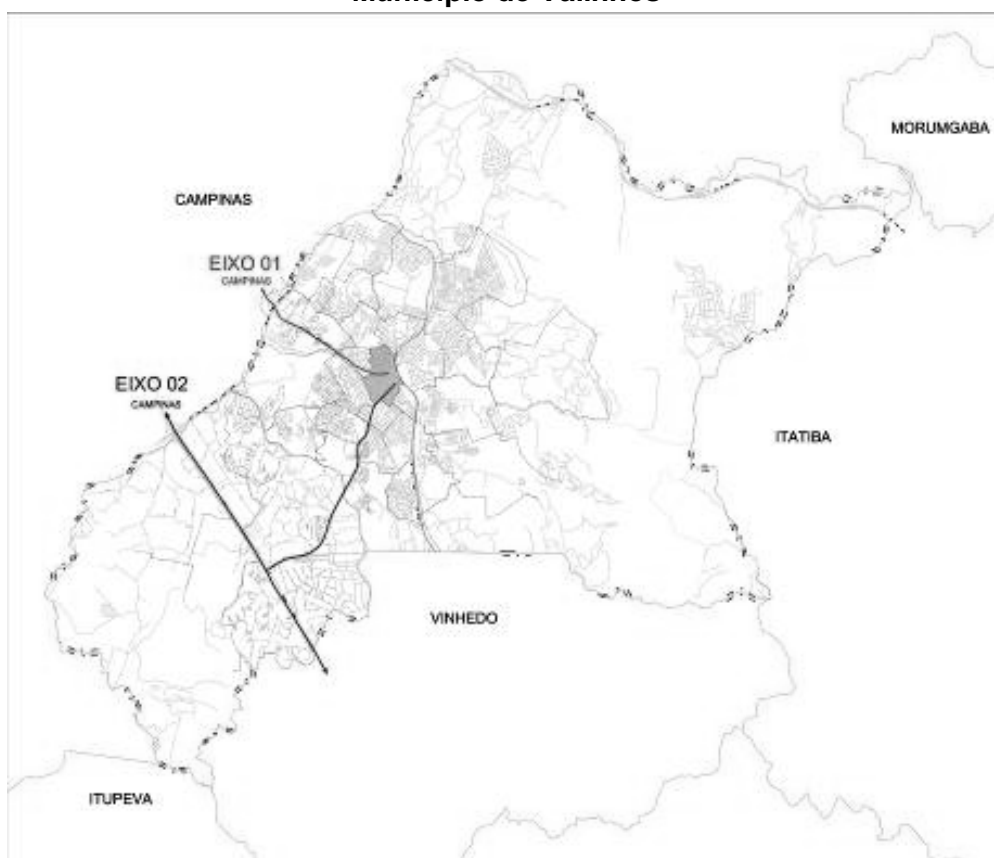 Município de Valinhos
MORUMGABA
CAMPINAS
EIXO 01
CAMPINAS
EIXO 02
CAMPINAS
ITATIBA
VINHEDO
ITUPEVA